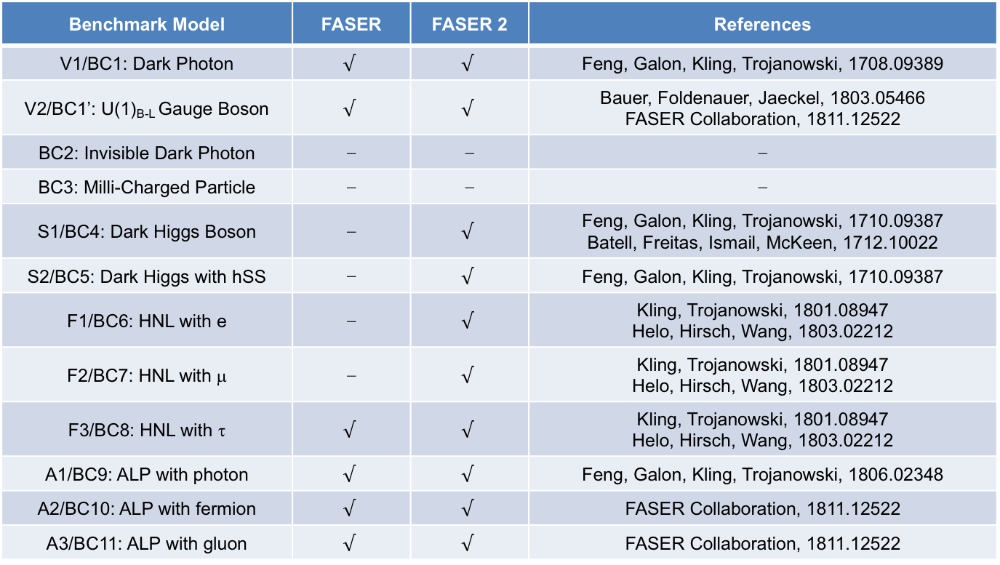 Benchmark Model FASER FASER 2 References
V1/BC1: Dark Photon √ √ Feng, Galon, Kling, Trojanowski, 1708.09389
V2/BC1’: U(1)B-L Gauge Boson √ √ Bauer, Foldenauer, Jaeckel, 1803.05466
FASER Collaboration, 1811.12522
BC2: Invisible Dark Photon – – –
BC3: Milli-Charged Particle – – –
S1/BC4: Dark Higgs Boson – √ Feng, Galon, Kling, Trojanowski, 1710.09387
Batell, Freitas, Ismail, McKeen, 1712.10022
S2/BC5: Dark Higgs with hSS – √ Feng, Galon, Kling, Trojanowski, 1710.09387
F1/BC6: HNL with e – √ Kling, Trojanowski, 1801.08947
Helo, Hirsch, Wang, 1803.02212
F2/BC7: HNL with μ – √ Kling, Trojanowski, 1801.08947
Helo, Hirsch, Wang, 1803.02212
F3/BC8: HNL with τ √ √ Kling, Trojanowski, 1801.08947
Helo, Hirsch, Wang, 1803.02212
A1/BC9: ALP with photon √ √ Feng, Galon, Kling, Trojanowski, 1806.02348
A2/BC10: ALP with fermion √ √ FASER Collaboration, 1811.12522
A3/BC11: ALP with gluon √ √ FASER Collaboration, 1811.12522